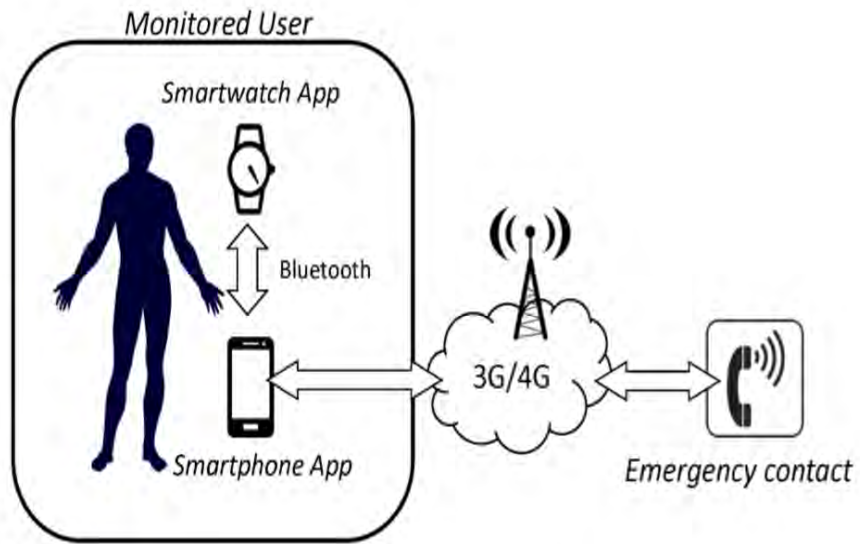 Monitored User
Smartwatch App
Bluetooth
3G/4G
Smartphone App
Emergency contact